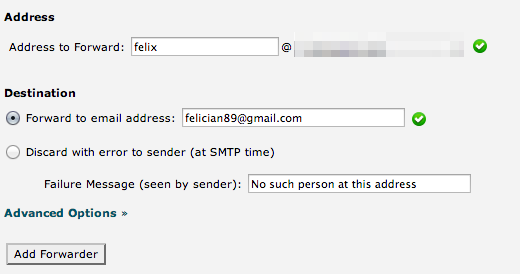 Address
Address to Forward: felix @
Destination
Forward to email address: felician89@gmail.com
Discard with error to sender (at SMTP time)
Failure Message (seen by sender): No such person at this address
Advanced Options »
Add Forwarder